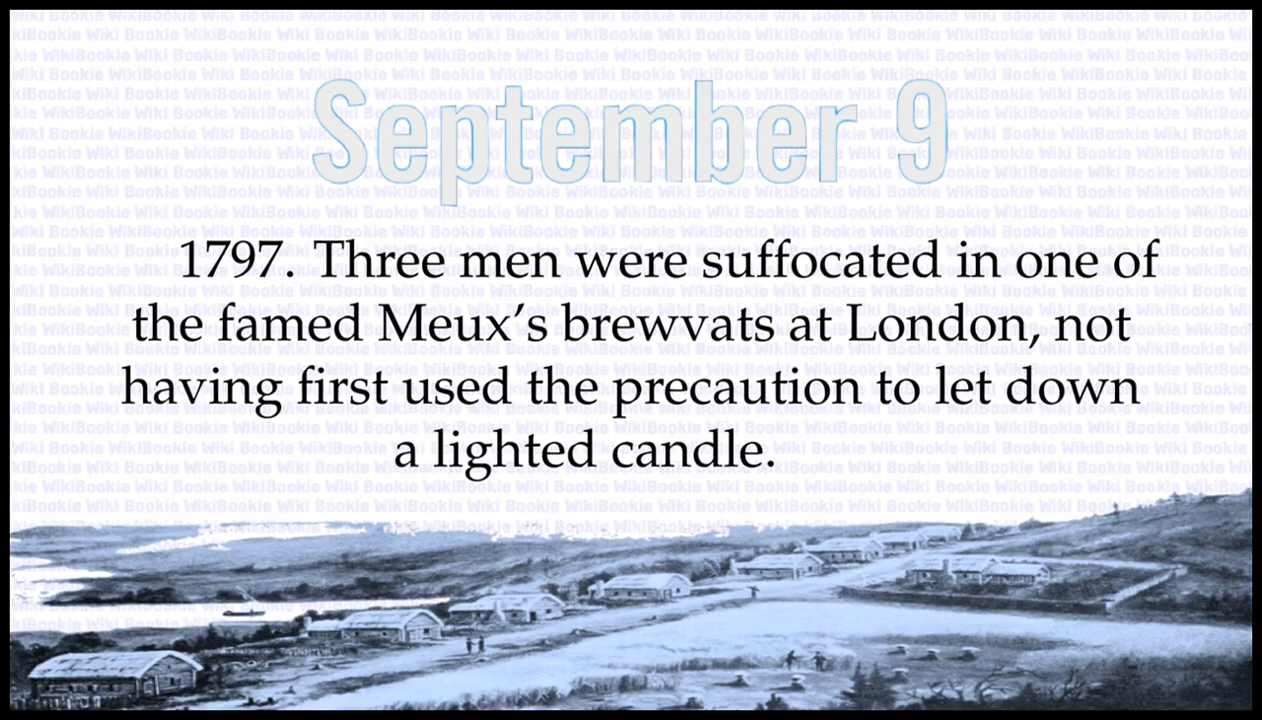 September 9
1797. Three men were suffocated in one of
the famed Meux’s brewvats at London, not
having first used the precaution to let down
a lighted candle.